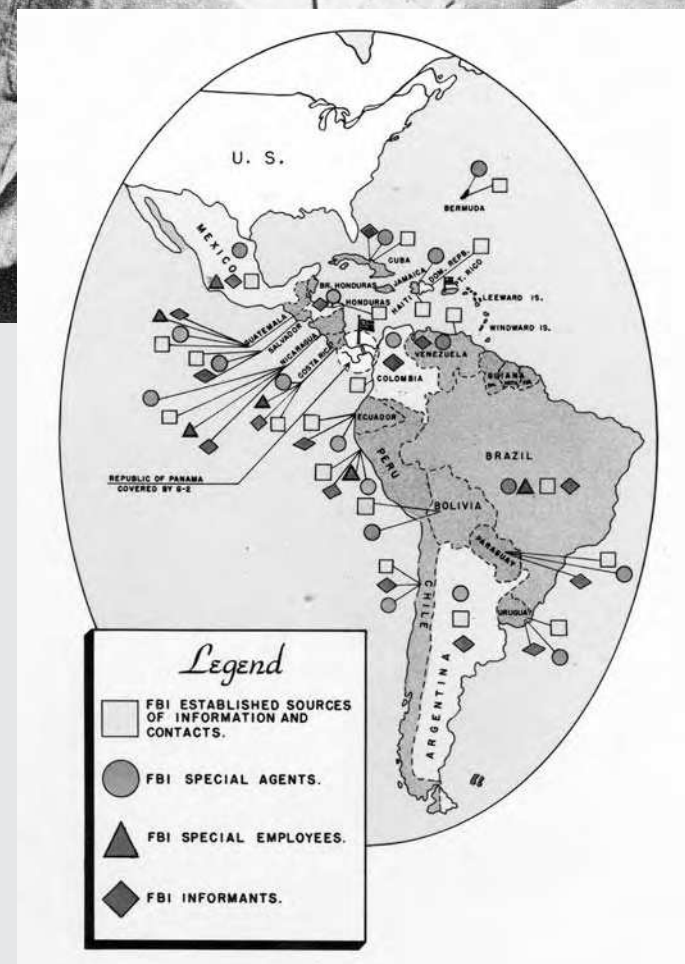 U. S.
BERMUDA
MEXICO
CUBA
BR. HONDURAS
JAMAICA
DOM. REPB.
HONDURAS
HAITI
T. RICO
LEEWARD IS.
WINDWARD IS.
GUATEMALA
SALVADOR
NICARAGUA
COSTA RICA
VENEZUELA
GUIANA
COLOMBIA
ECUADOR
REPUBLIC OF PANAMA
COVERED BY G-2
PERU
BRAZIL
BOLIVIA
PARAGUAY
CHILE
URUGUAY
ARGENTINA
Legend
FBI ESTABLISHED SOURCES
OF INFORMATION AND
CONTACTS.
FBI SPECIAL AGENTS.
FBI SPECIAL EMPLOYEES.
FBI INFORMANTS.